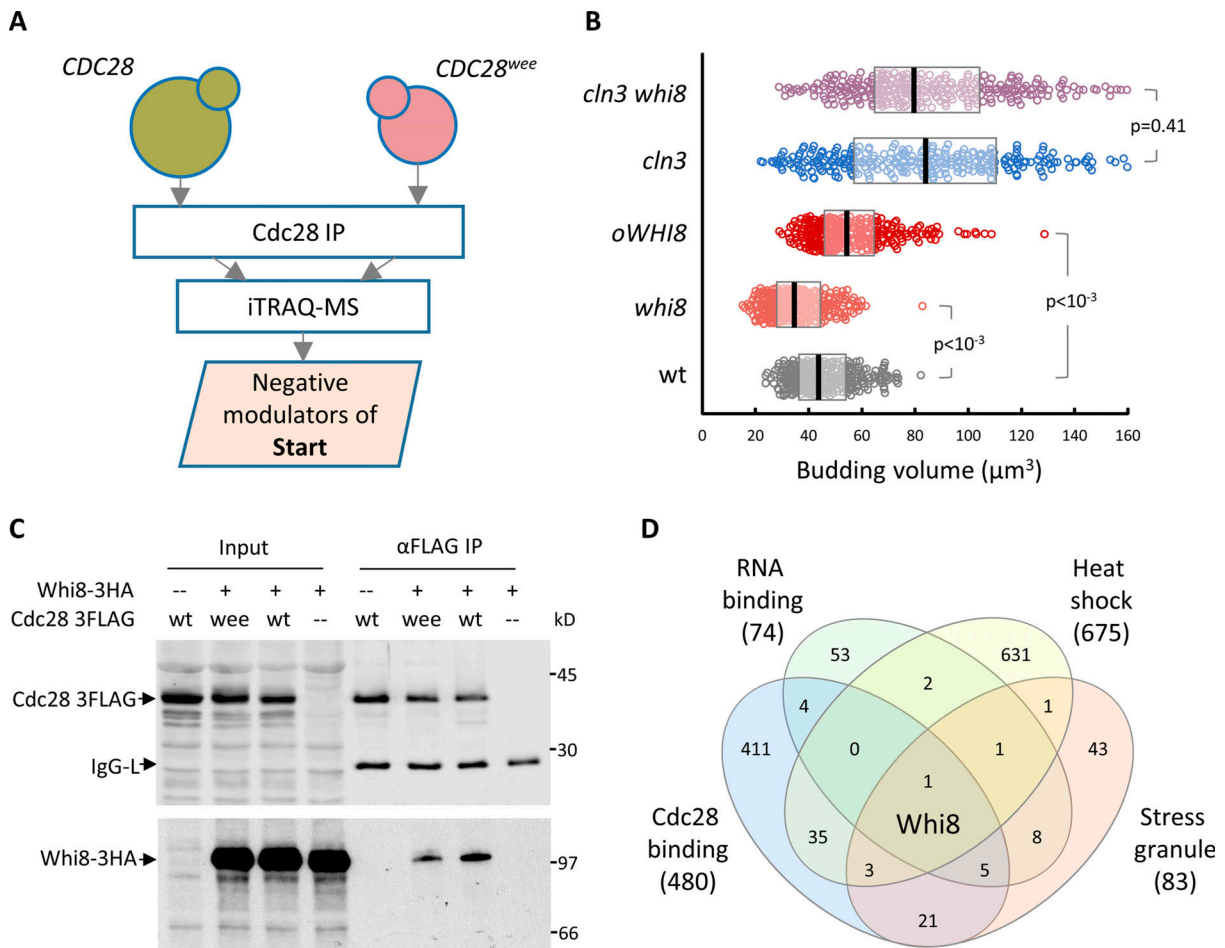 A
CDC28
CDC28wee
Cdc28 IP
iTRAQ-MS
Negative
modulators of
Start
B
cln3 whi8
cln3
oWHI8
whi8
wt
p=0.41
p<10-3
p<10-3
0 20 40 60 80 100 120 140 160
Budding volume (μm3)
C
Input αFLAG IP
Whi8-3HA -- + + + -- + + +
Cdc28 3FLAG wt wee wt -- wt wee wt -- kD
45
Cdc28 3FLAG
30
IgG-L
Whi8-3HA
97
66
D
RNA
binding
(74)
Heat
shock
(675)
53 631
2
4 1
411 0 1 43
1
Whi8
Cdc28
binding
(480)
Stress
granule
(83)
35 8
3 5
21